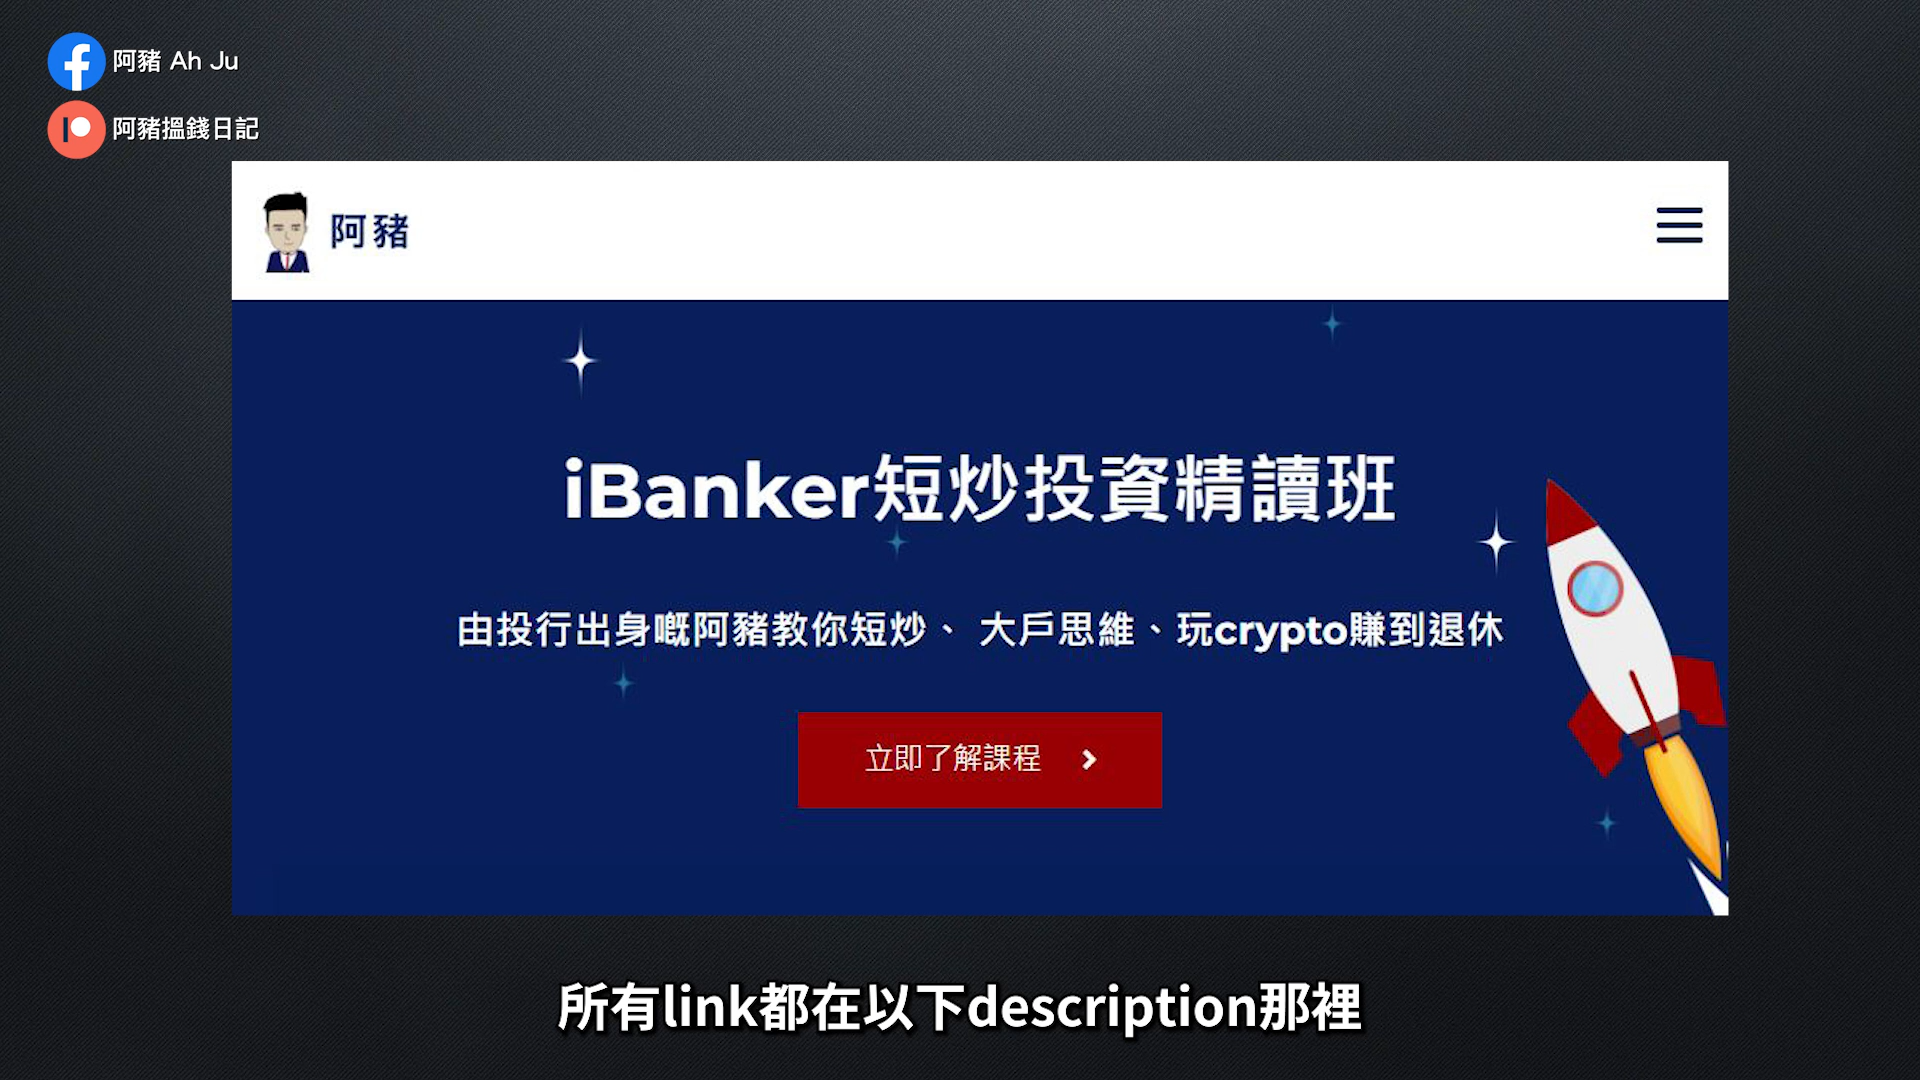 阿豬 Ah Ju
阿豬搵錢日記
阿豬
iBanker短炒投資精讀班
由投行出身嘅阿豬教你短炒、 大戶思維、玩crypto賺到退休
立即了解課程
所有link都在以下description那裡